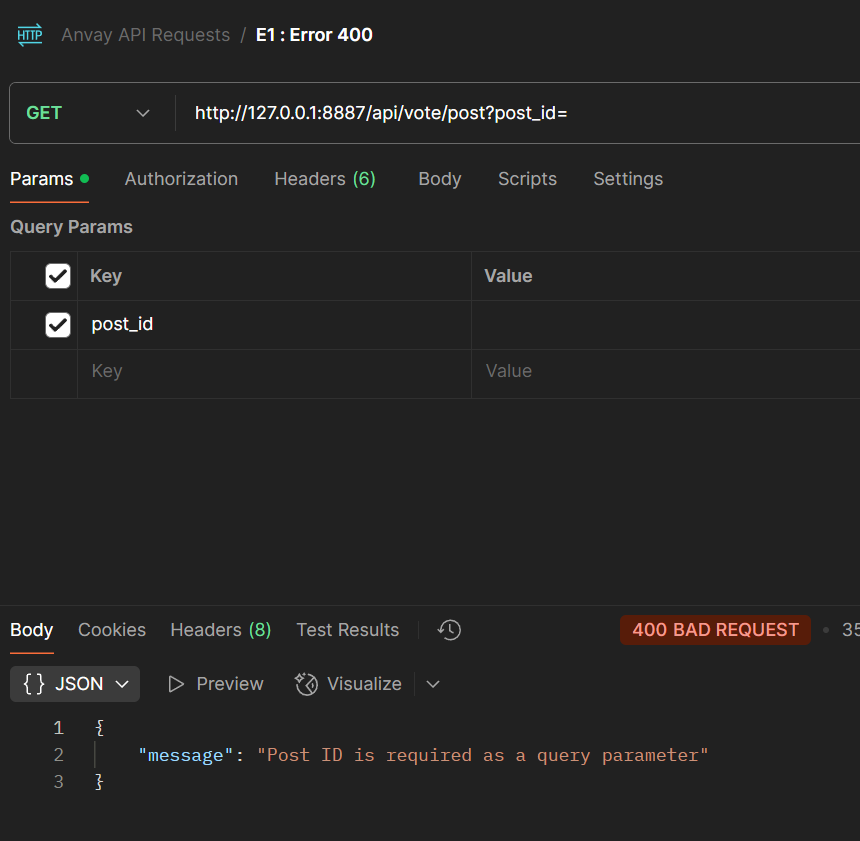 HTTP Anvay API Requests / E1 : Error 400
GET http://127.0.0.1:8887/api/vote/post?post_id=
Params Authorization Headers (6) Body Scripts Settings
Query Params
Key Value
post_id
Key Value
Body Cookies Headers (8) Test Results 400 BAD REQUEST • 35
{} JSON Preview Visualize
1 {
2 "message": "Post ID is required as a query parameter"
3 }